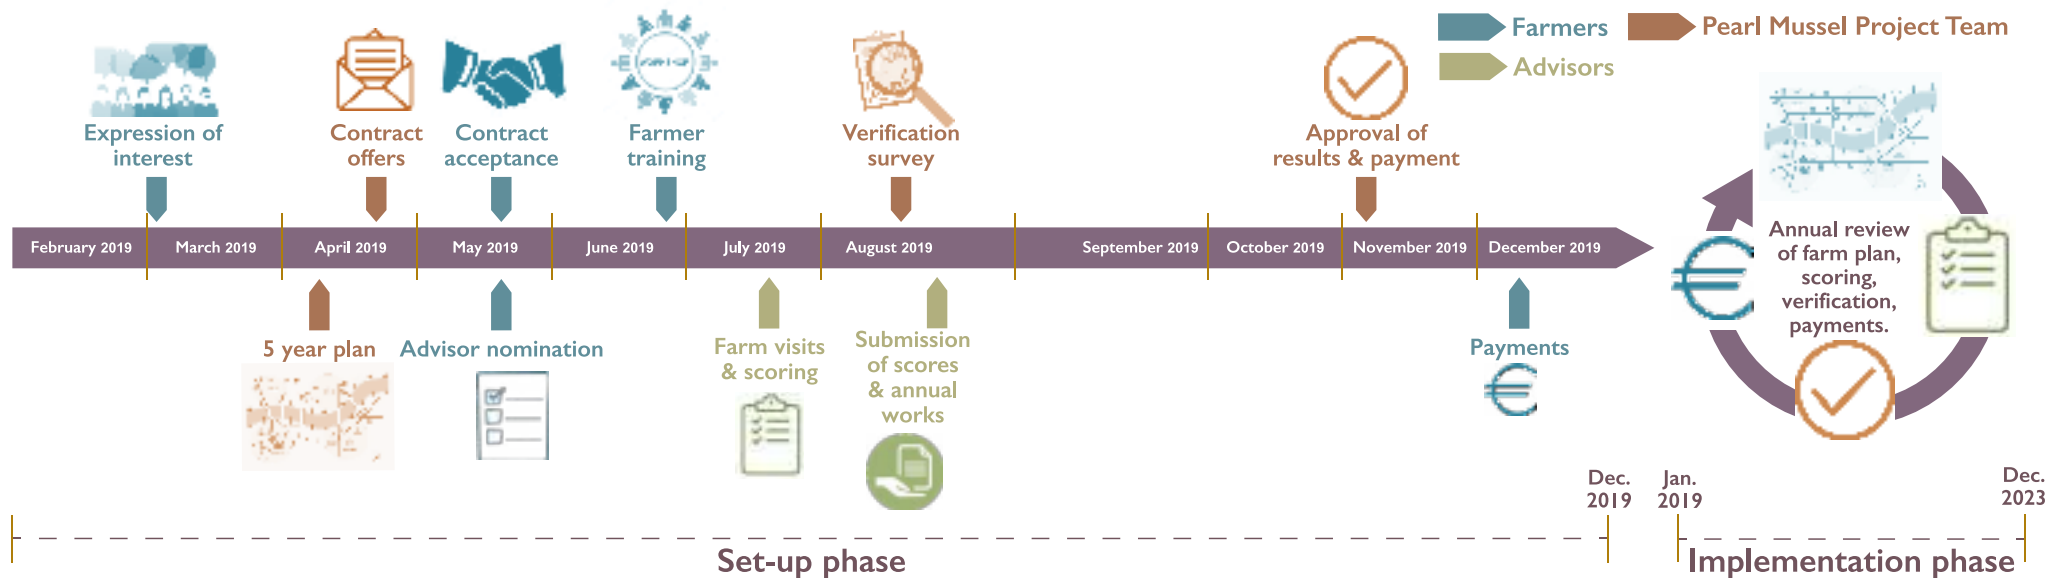 Farmers
Pearl Mussel Project Team
Advisors
Expression of
interest
Contract
offers
Contract
acceptance
Farmer
training
Verification
survey
Approval of
results & payment
February 2019
March 2019
April 2019
May 2019
June 2019
July 2019
August 2019
September 2019
October 2019
November 2019
December 2019
5 year plan
Advisor nomination
Farm visits
& scoring
Submission
of scores
& annual
works
Payments
Annual review
of farm plan,
scoring,
verification,
payments.
Dec.
2019
Jan.
2019
Dec.
2023
Set-up phase
Implementation phase